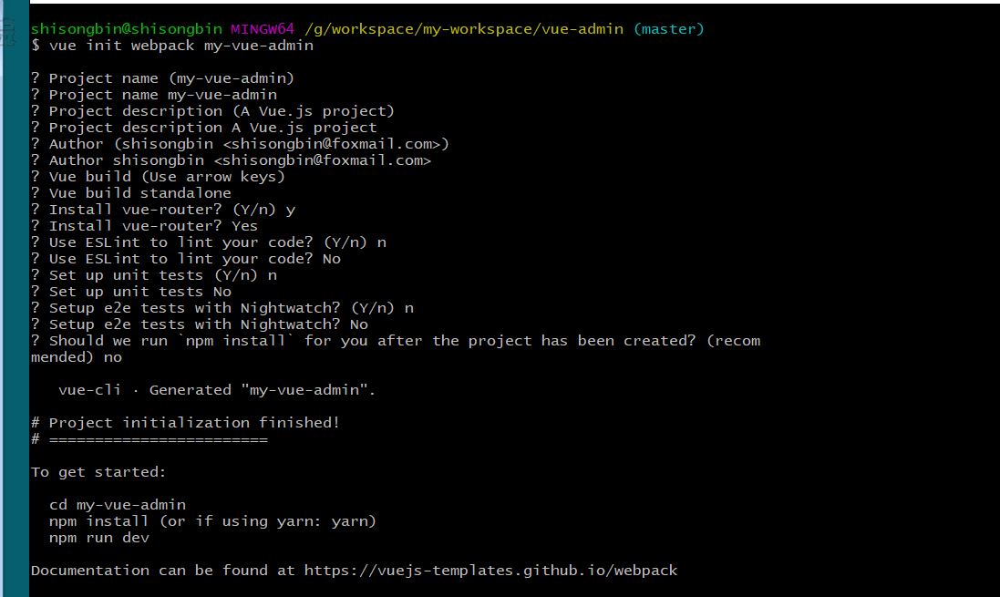 shisongbin@shisongbin MINGW64 /g/workspace/my-workspace/vue-admin (master)
$ vue init webpack my-vue-admin
? Project name (my-vue-admin)
? Project name my-vue-admin
? Project description (A Vue.js project)
? Project description A Vue.js project
? Author (shisongbin <shisongbin@foxmail.com>)
? Author shisongbin <shisongbin@foxmail.com>
? Vue build (Use arrow keys)
? Vue build standalone
? Install vue-router? (Y/n) y
? Install vue-router? Yes
? Use ESLint to lint your code? (Y/n) n
? Use ESLint to lint your code? No
? Set up unit tests (Y/n) n
? Set up unit tests No
? Setup e2e tests with Nightwatch? (Y/n) n
? Setup e2e tests with Nightwatch? No
? Should we run `npm install` for you after the project has been created? (recom
mended) no
vue-cli · Generated "my-vue-admin".
# Project initialization finished!
# ========================
To get started:
cd my-vue-admin
npm install (or if using yarn: yarn)
npm run dev
Documentation can be found at https://vuejs-templates.github.io/webpack